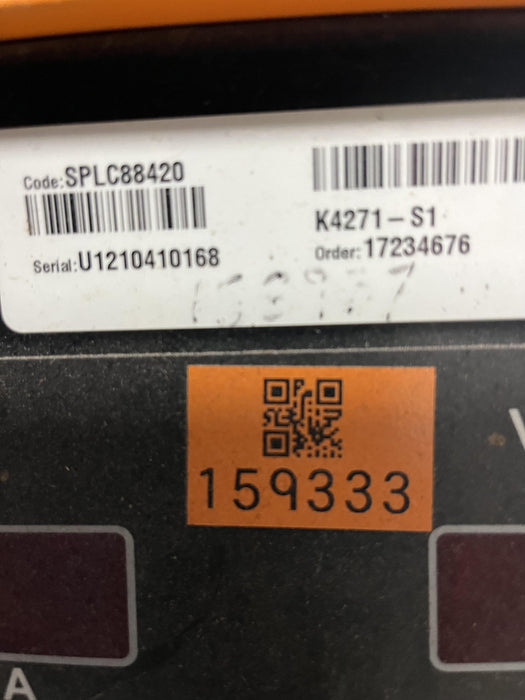 Code:SPLC88420
Serial:U1210410168
K4271-S1
Order:17234676
159333
A